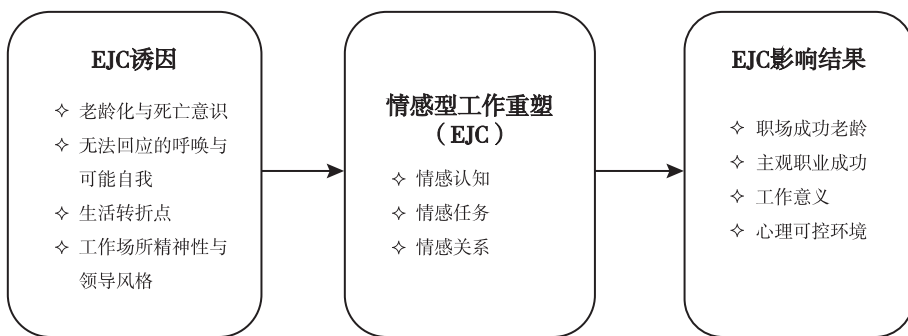 EJC诱因
✧ 老龄化与死亡意识
✧ 无法回应的呼唤与
可能自我
✧ 生活转折点
✧ 工作场所精神性与
领导风格
情感型工作重塑
（EJC）
✧ 情感认知
✧ 情感任务
✧ 情感关系
EJC影响结果
✧ 职场成功老龄
✧ 主观职业成功
✧ 工作意义
✧ 心理可控环境